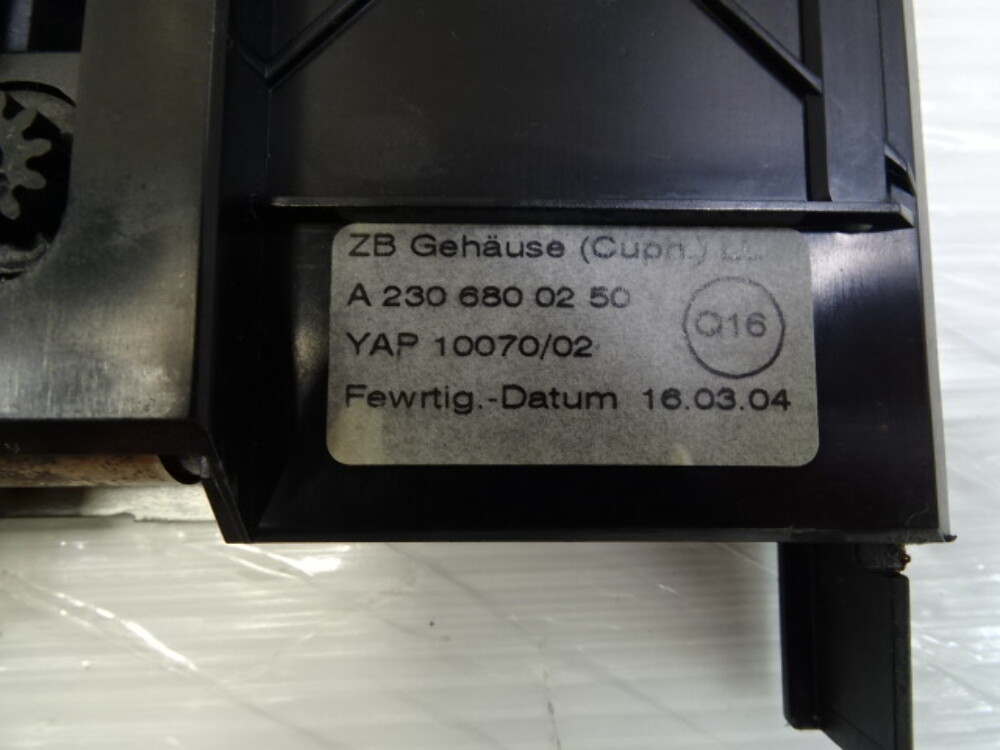 ZB Gehäuse (Cuph.)
A 230 680 02 50
Q16
YAP 10070/02
Fewrtig.-Datum 16.03.04